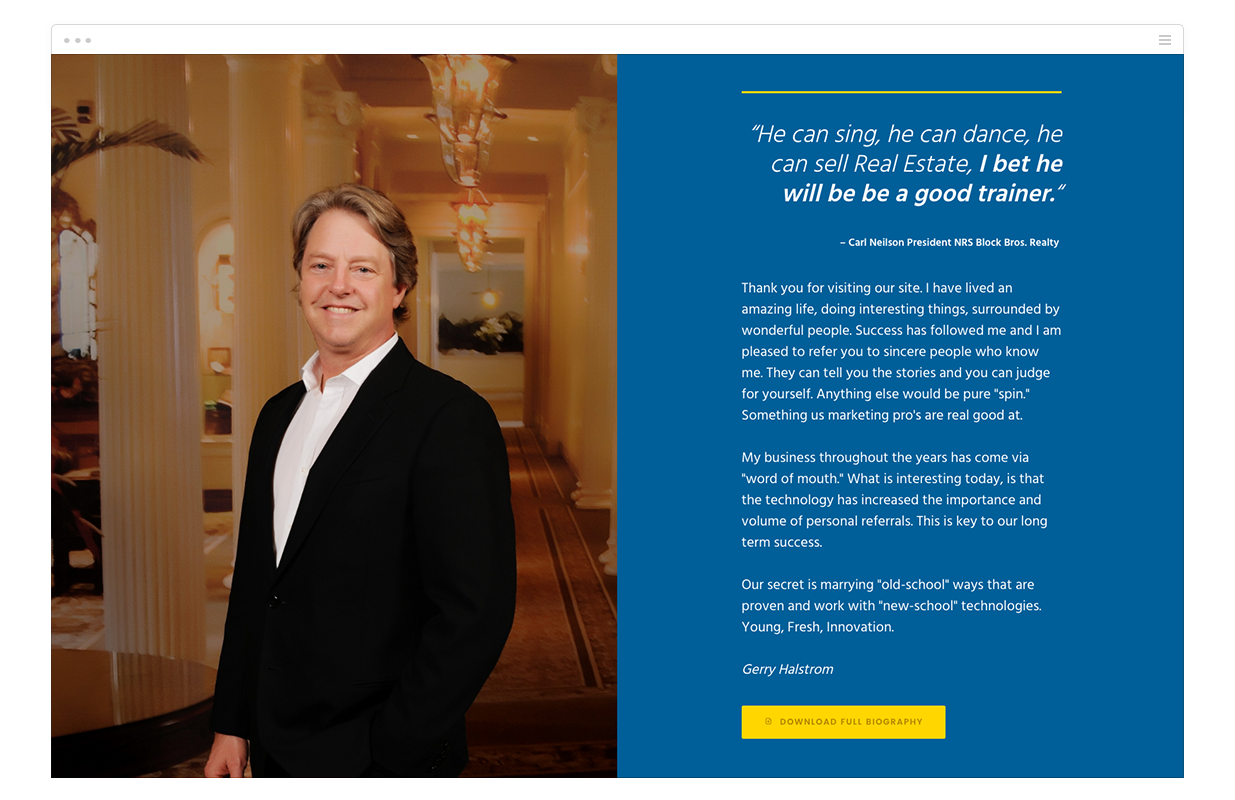 “He can sing, he can dance, he
can sell Real Estate, I bet he
will be be a good trainer.“
– Carl Neilson President NRS Block Bros. Realty
Thank you for visiting our site. I have lived an
amazing life, doing interesting things, surrounded by
wonderful people. Success has followed me and I am
pleased to refer you to sincere people who know
me. They can tell you the stories and you can judge
for yourself. Anything else would be pure "spin."
Something us marketing pro's are real good at.
My business throughout the years has come via
"word of mouth." What is interesting today, is that
the technology has increased the importance and
volume of personal referrals. This is key to our long
term success.
Our secret is marrying "old-school" ways that are
proven and work with "new-school" technologies.
Young, Fresh, Innovation.
Gerry Halstrom
DOWNLOAD FULL BIOGRAPHY